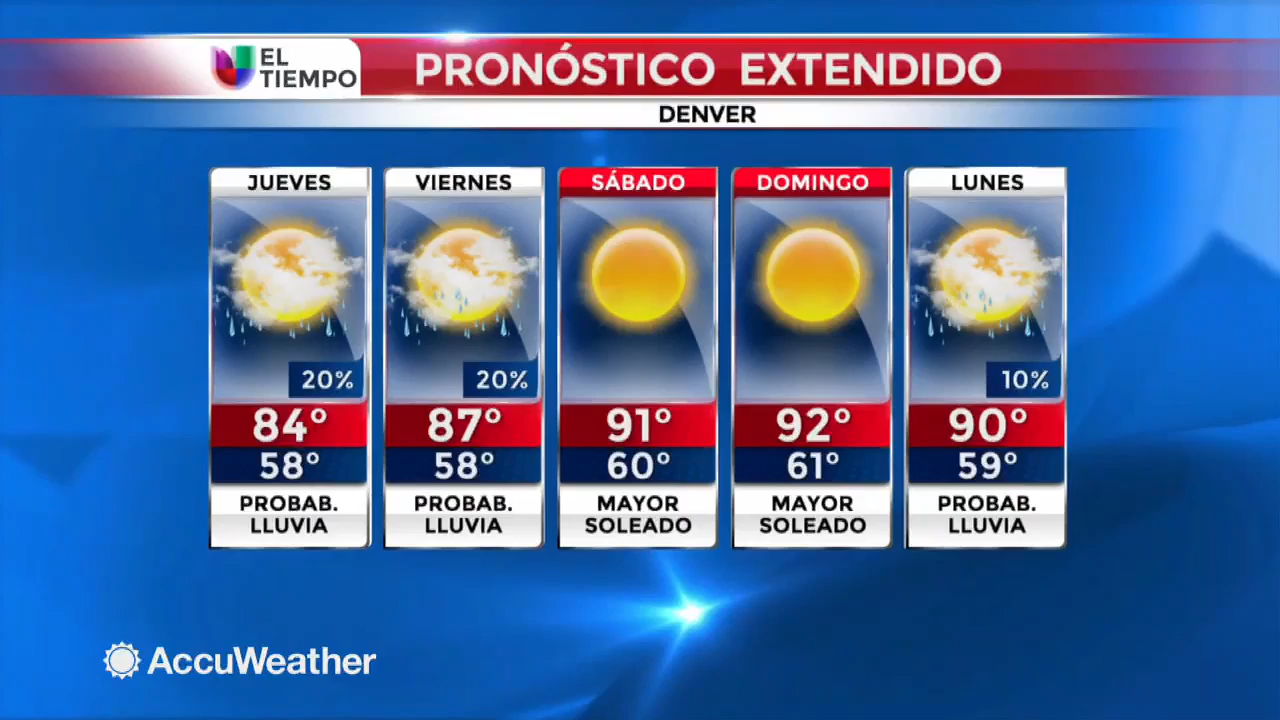 EL
TIEMPO
PRONÓSTICO EXTENDIDO
DENVER
JUEVES
20%
84°
58°
PROBAB.
LLUVIA
VIERNES
20%
87°
58°
PROBAB.
LLUVIA
SÁBADO
91°
60°
MAYOR
SOLEADO
DOMINGO
92°
61°
MAYOR
SOLEADO
LUNES
10%
90°
59°
PROBAB.
LLUVIA
AccuWeather